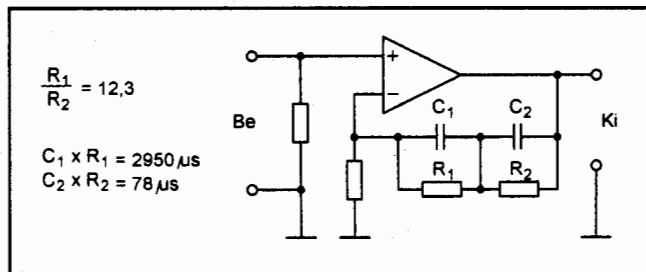 R₁
R₂ = 12,3
C₁ x R₁ = 2950 µs
C₂ x R₂ = 78 µs
Be
+
−
C₁
C₂
R₁
R₂
Ki